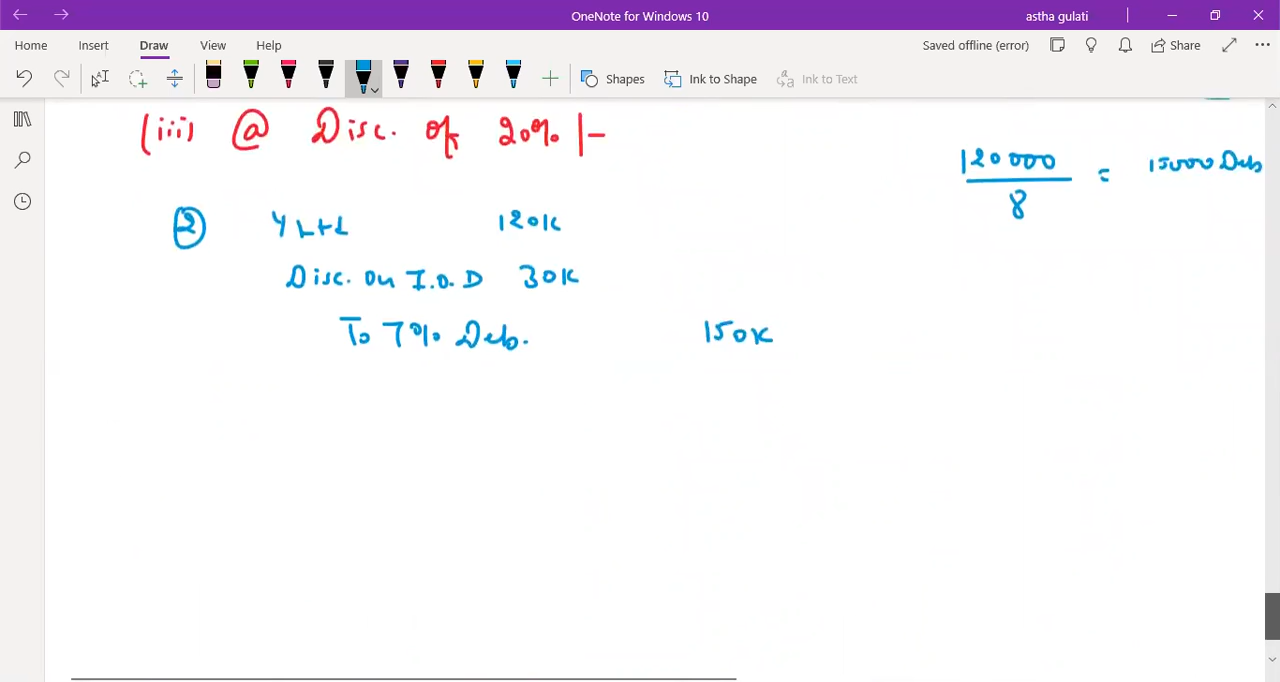 OneNote for Windows 10
astha gulati
Home Insert Draw View Help
Saved offline (error)
Share
Shapes
Ink to Shape
Ink to Text
(iii) @ Disc. of 20% |-
120000 / 8 = 15000 Deb
2 Y Ltd 120K
Disc. on I.O.D 30K
To 7% Deb. 150K